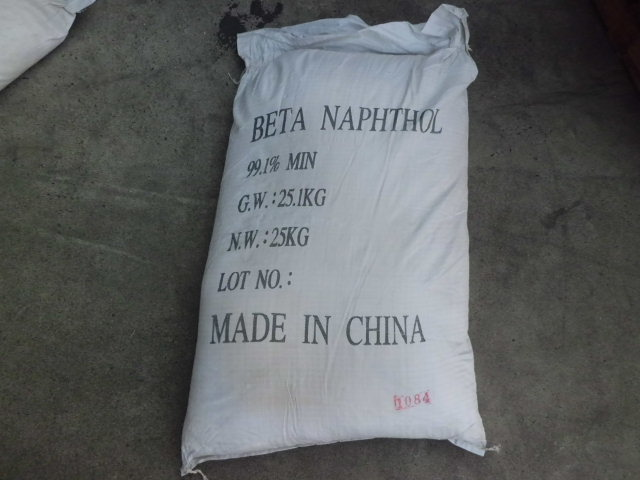 BETA NAPHTHOL
99.1% MIN
G.W.:25.1KG
N.W.:25KG
LOT NO.:
MADE IN CHINA
1084